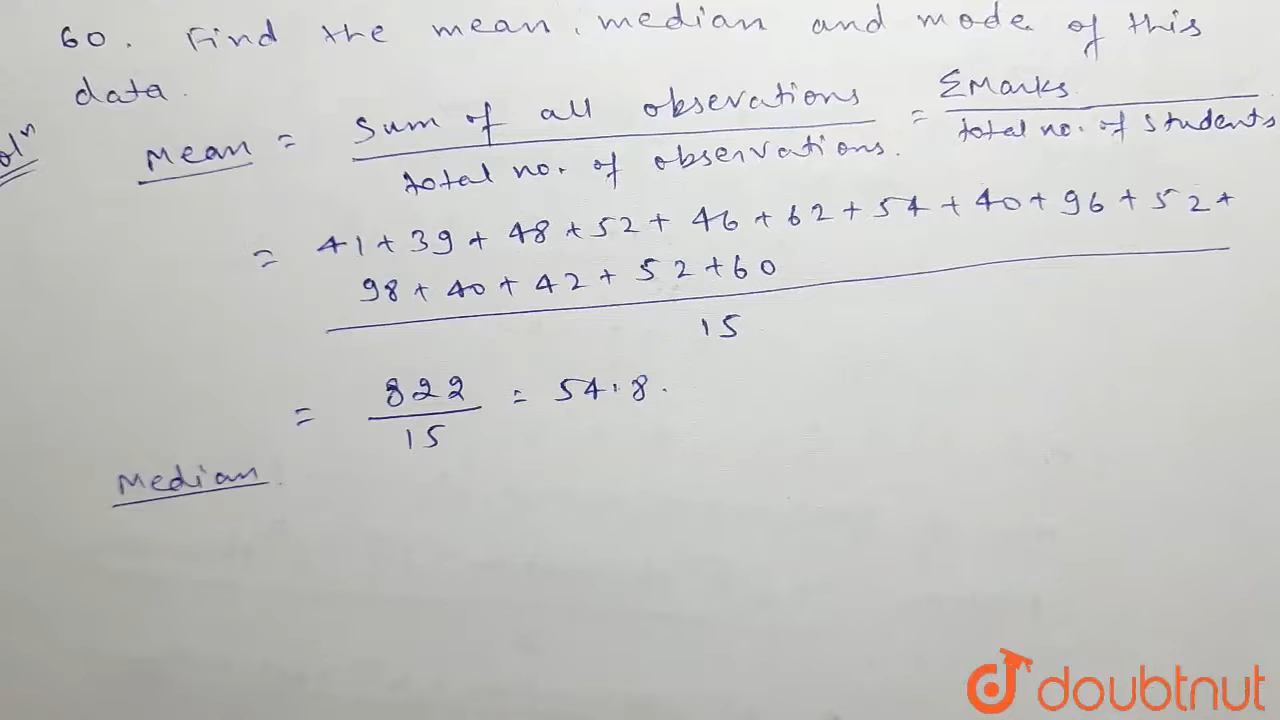 60. Find the mean, median and mode of this
data.
Mean = Sum of all obsevations / total no. of observations. = ΣMarks / total no. of students
= 41+39+48+52+46+62+54+40+96+52+
98+40+42+52+60
15
= 822 / 15 = 54.8.
Median
doubtnut